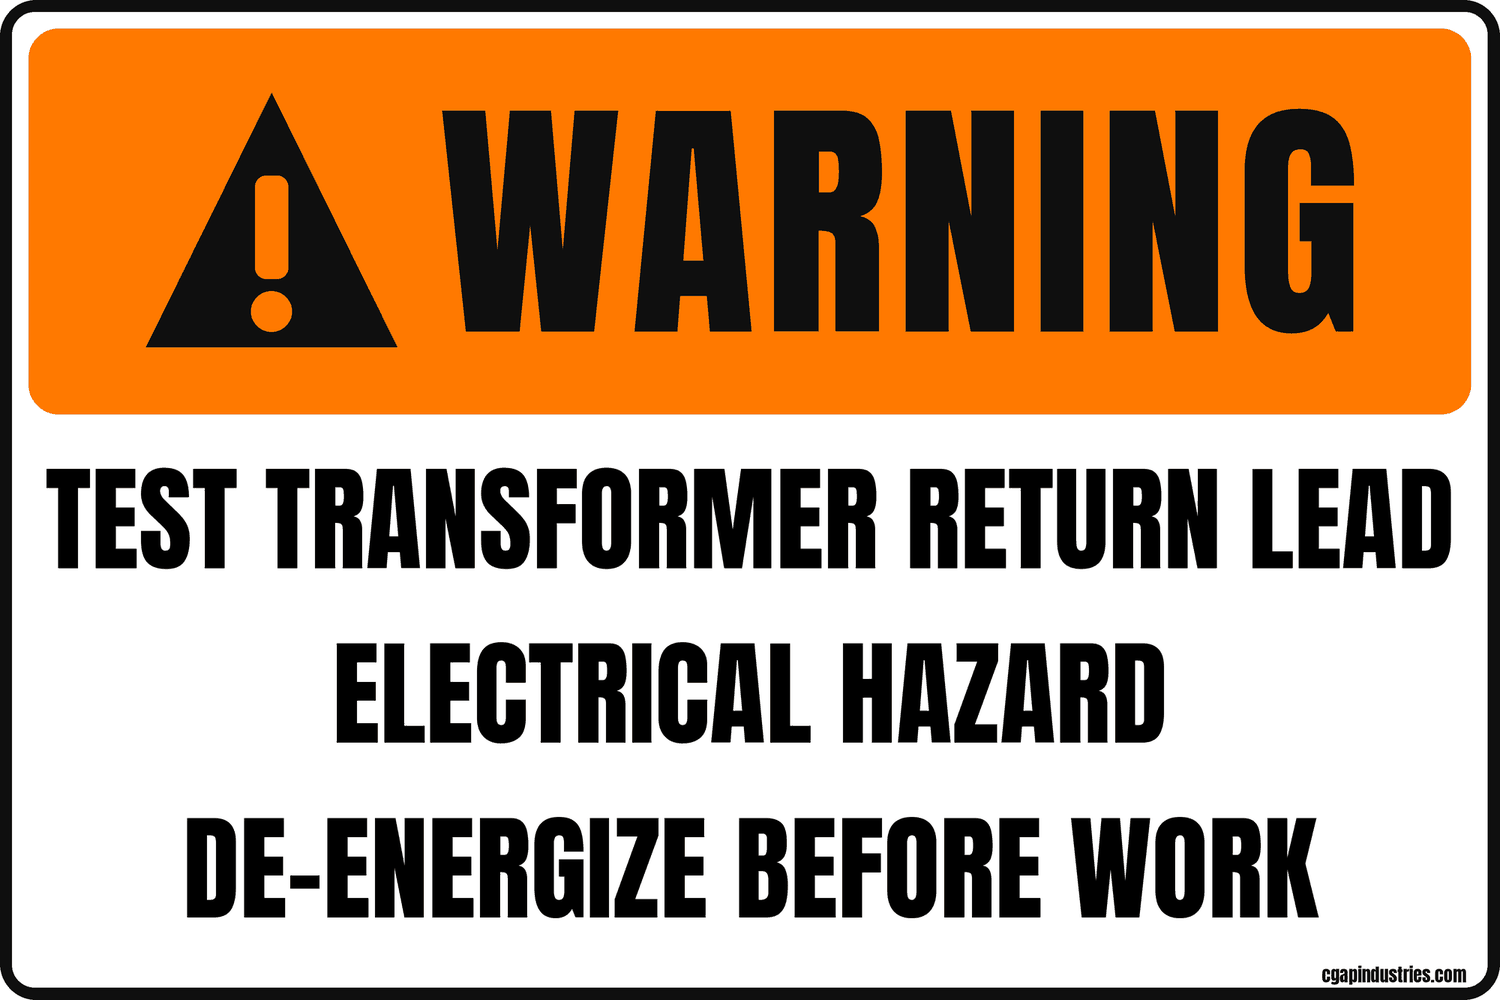 WARNING
TEST TRANSFORMER RETURN LEAD
ELECTRICAL HAZARD
DE-ENERGIZE BEFORE WORK
cgapindustries.com